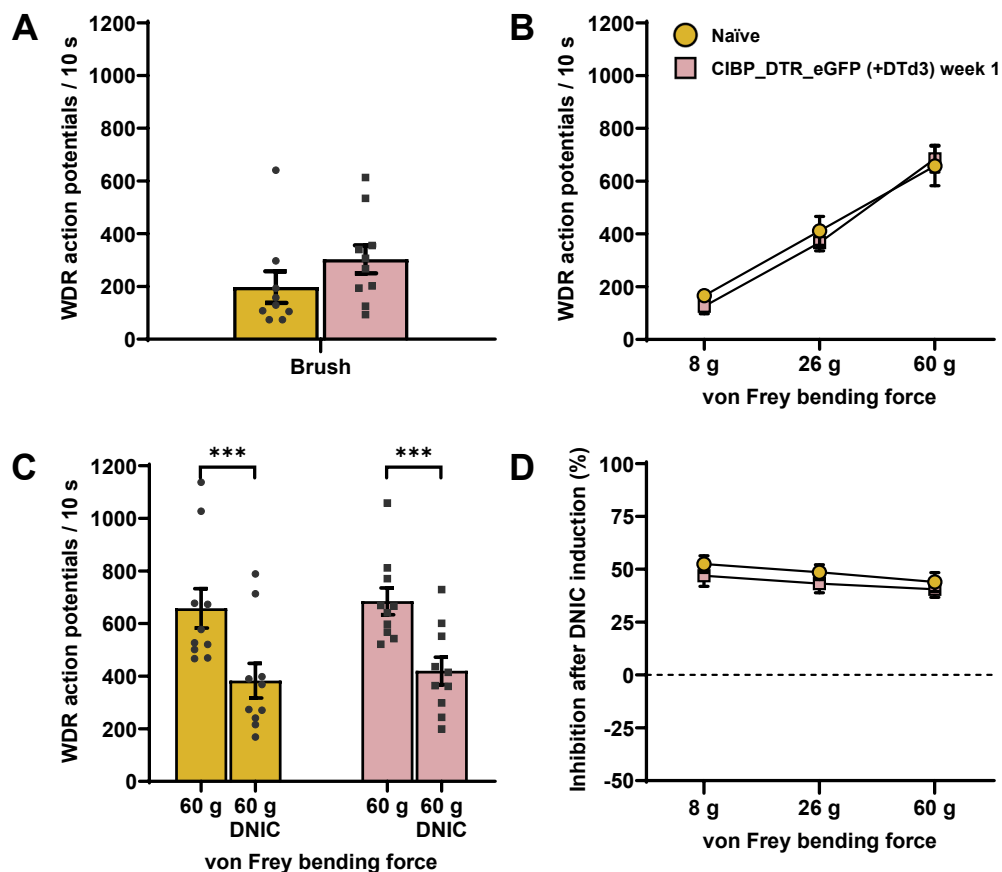 A
WDR action potentials / 10 s
1200
1000
800
600
400
200
0
Brush
B
WDR action potentials / 10 s
1200
1000
800
600
400
200
0
Naïve
CIBP_DTR_eGFP (+DTd3) week 1
8 g
26 g
60 g
von Frey bending force
C
WDR action potentials / 10 s
1200
1000
800
600
400
200
0
***
***
60 g
60 g
DNIC
60 g
60 g
DNIC
von Frey bending force
D
Inhibition after DNIC induction (%)
100
75
50
25
0
-25
-50
8 g
26 g
60 g
von Frey bending force